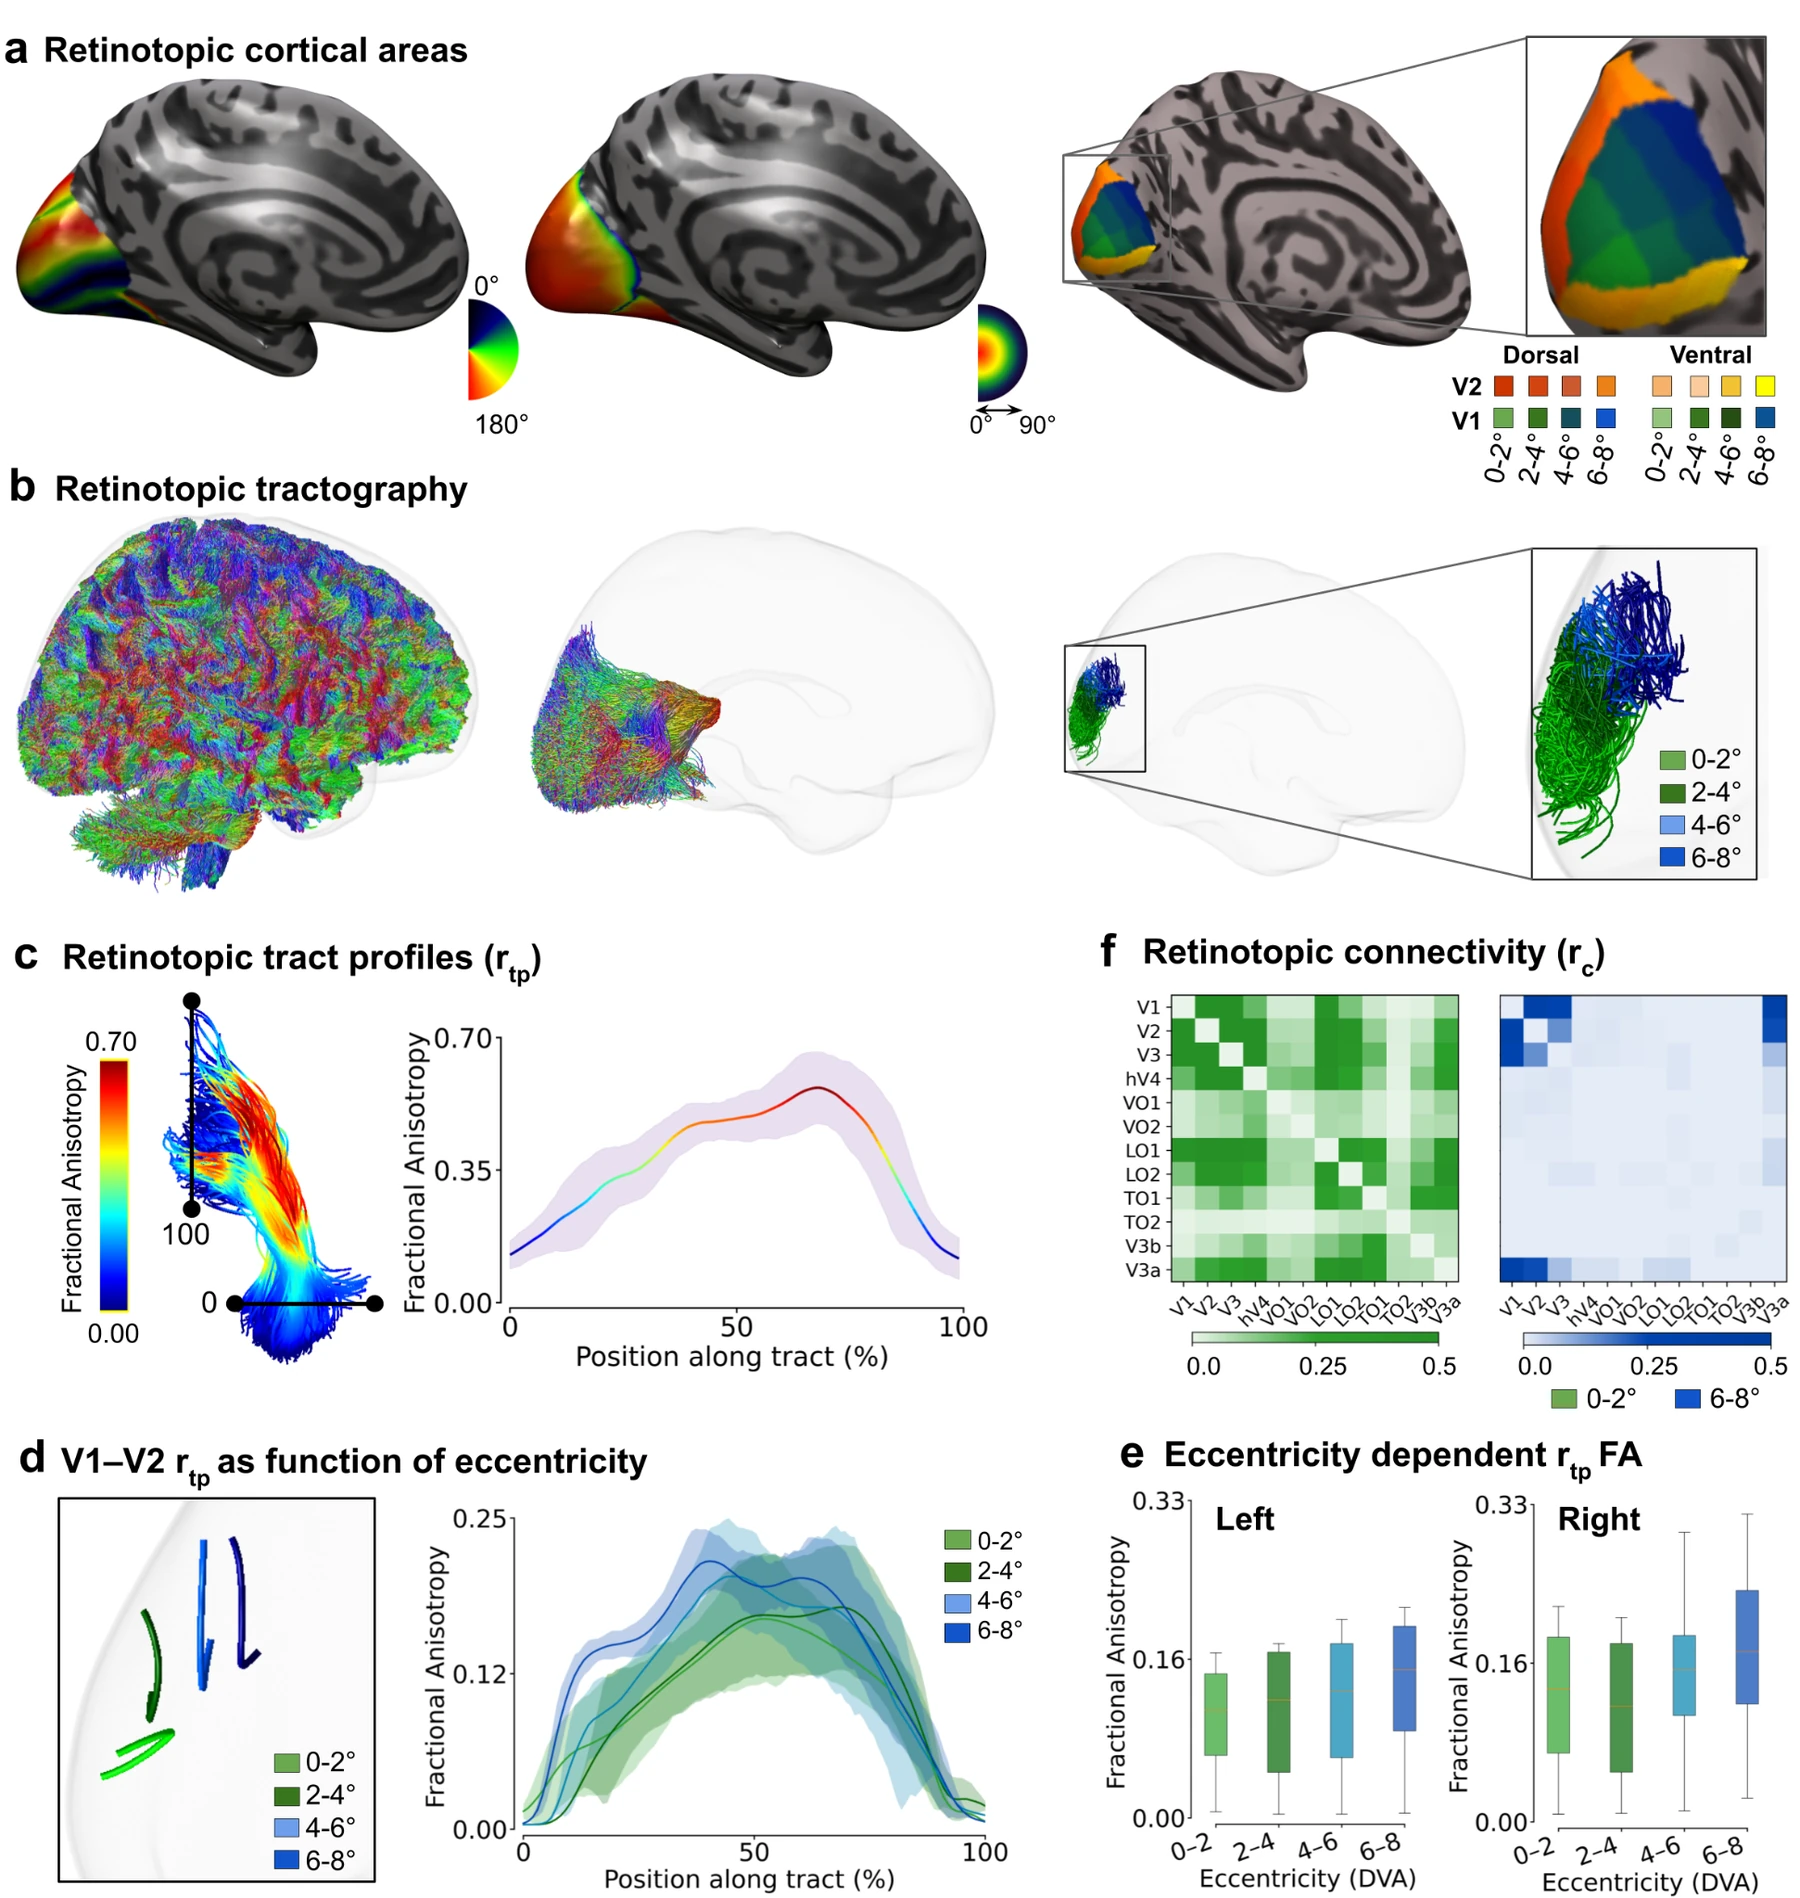 a Retinotopic cortical areas
0°
180°
0° 90°
Dorsal Ventral
V2
V1
0-2° 2-4° 4-6° 6-8° 0-2° 2-4° 4-6° 6-8°
b Retinotopic tractography
0-2°
2-4°
4-6°
6-8°
c Retinotopic tract profiles (rtp)
0.70
Fractional Anisotropy
0.00
100
0
Fractional Anisotropy
0.70
0.35
0.00
0 50 100
Position along tract (%)
f Retinotopic connectivity (rc)
V1
V2
V3
hV4
VO1
VO2
LO1
LO2
TO1
TO2
V3b
V3a
V1 V2 V3 hV4 VO1 VO2 LO1 LO2 TO1 TO2 V3b V3a
V1 V2 V3 hV4 VO1 VO2 LO1 LO2 TO1 TO2 V3b V3a
0.0 0.25 0.5
0.0 0.25 0.5
0-2° 6-8°
d V1–V2 rtp as function of eccentricity
0-2°
2-4°
4-6°
6-8°
Fractional Anisotropy
0.25
0.12
0.00
0 50 100
Position along tract (%)
0-2°
2-4°
4-6°
6-8°
e Eccentricity dependent rtp FA
Left
Fractional Anisotropy
0.33
0.16
0.00
0–2 2–4 4–6 6–8
Eccentricity (DVA)
Right
Fractional Anisotropy
0.33
0.16
0.00
0–2 2–4 4–6 6–8
Eccentricity (DVA)